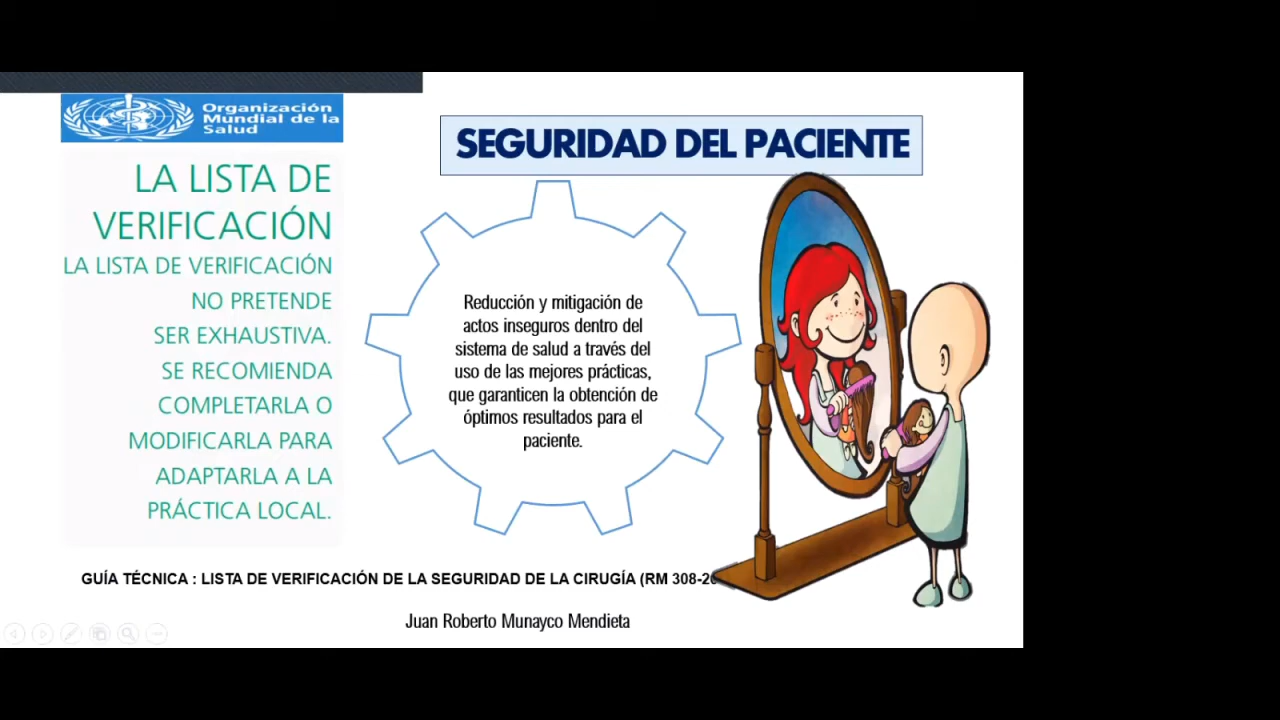 Organización
Mundial de la
Salud
LA LISTA DE
VERIFICACIÓN
LA LISTA DE VERIFICACIÓN
NO PRETENDE
SER EXHAUSTIVA.
SE RECOMIENDA
COMPLETARLA O
MODIFICARLA PARA
ADAPTARLA A LA
PRÁCTICA LOCAL.
SEGURIDAD DEL PACIENTE
Reducción y mitigación de
actos inseguros dentro del
sistema de salud a través del
uso de las mejores prácticas,
que garanticen la obtención de
óptimos resultados para el
paciente.
GUÍA TÉCNICA : LISTA DE VERIFICACIÓN DE LA SEGURIDAD DE LA CIRUGÍA (RM
Juan Roberto Munayco Mendieta